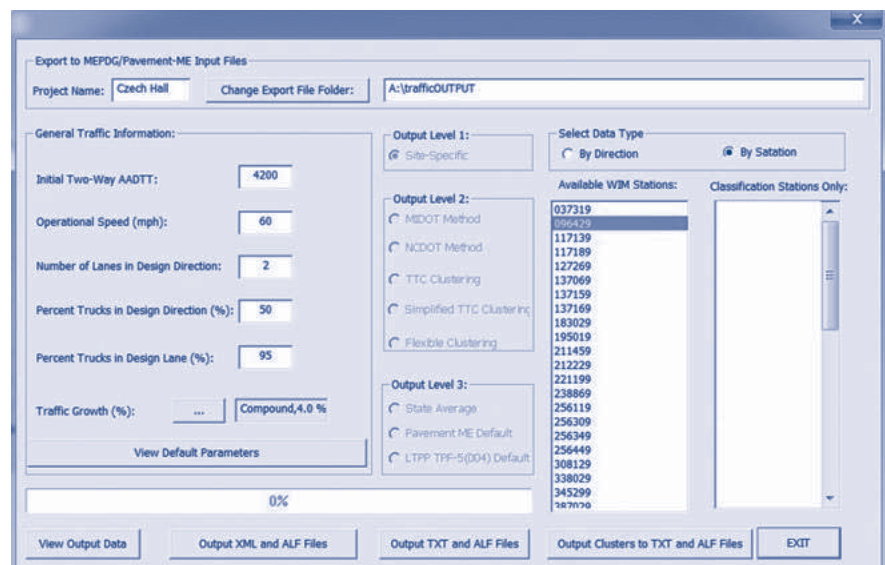 X
Export to MEPDG/Pavement-ME Input Files
Project Name: Czech Hall Change Export File Folder: A:\trafficOUTPUT
General Traffic Information:
Initial Two-Way AADTT: 4200
Operational Speed (mph): 60
Number of Lanes in Design Direction: 2
Percent Trucks in Design Direction (%): 50
Percent Trucks in Design Lane (%): 95
Traffic Growth (%): ... Compound,4.0 %
View Default Parameters
Output Level 1:
Site-Specific
Output Level 2:
MIDOT Method
NCDOT Method
TTC Clustering
Simplified TTC Clustering
Flexible Clustering
Output Level 3:
State Average
Pavement ME Default
LTPP TPF-5(004) Default
Select Data Type
By Direction By Satation
Available WIM Stations: Classification Stations Only:
037319
096429
117139
117189
127269
137069
137159
137169
183029
195019
211459
212229
221199
238869
256119
256309
256349
256449
308129
338029
345299
387029
0%
View Output Data Output XML and ALF Files Output TXT and ALF Files Output Clusters to TXT and ALF Files EXIT